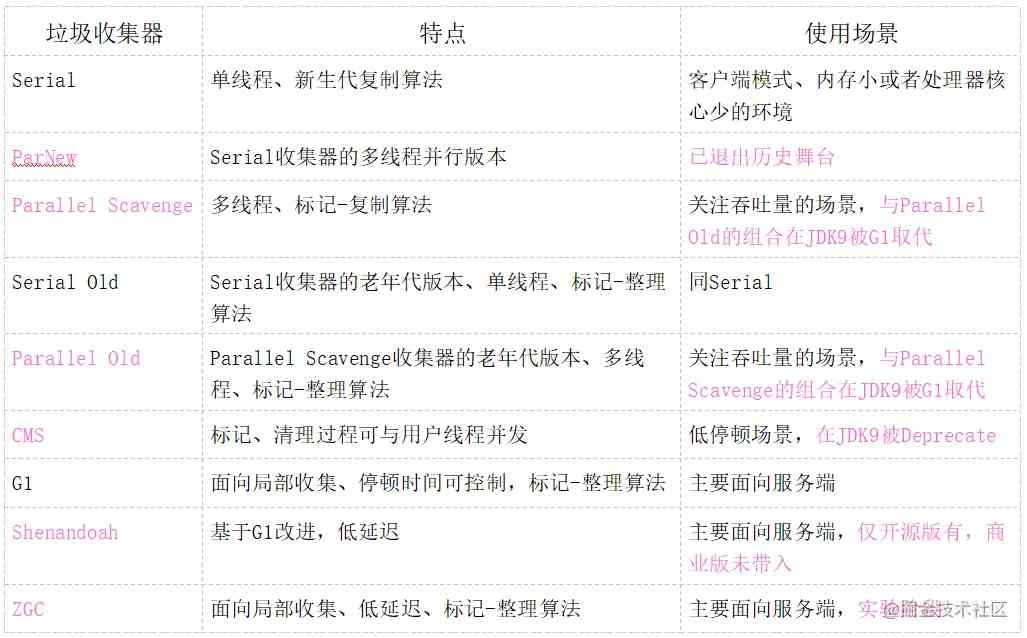 垃圾收集器 特点 使用场景
Serial 单线程、新生代复制算法 客户端模式、内存小或者处理器核
心少的环境
ParNew Serial收集器的多线程并行版本 已退出历史舞台
Parallel Scavenge 多线程、标记-复制算法 关注吞吐量的场景，与Parallel
Old的组合在JDK9被G1取代
Serial Old Serial收集器的老年代版本、单线程、标记-整理 同Serial
算法
Parallel Old Parallel Scavenge收集器的老年代版本、多线 关注吞吐量的场景，与Parallel
程、标记-整理算法 Scavenge的组合在JDK9被G1取代
CMS 标记、清理过程可与用户线程并发 低停顿场景，在JDK9被Deprecate
G1 面向局部收集、停顿时间可控制，标记-整理算法 主要面向服务端
Shenandoah 基于G1改进，低延迟 主要面向服务端，仅开源版有，商
业版未带入
ZGC 面向局部收集、低延迟、标记-整理算法 主要面向服务端，实验
@掘金技术社区